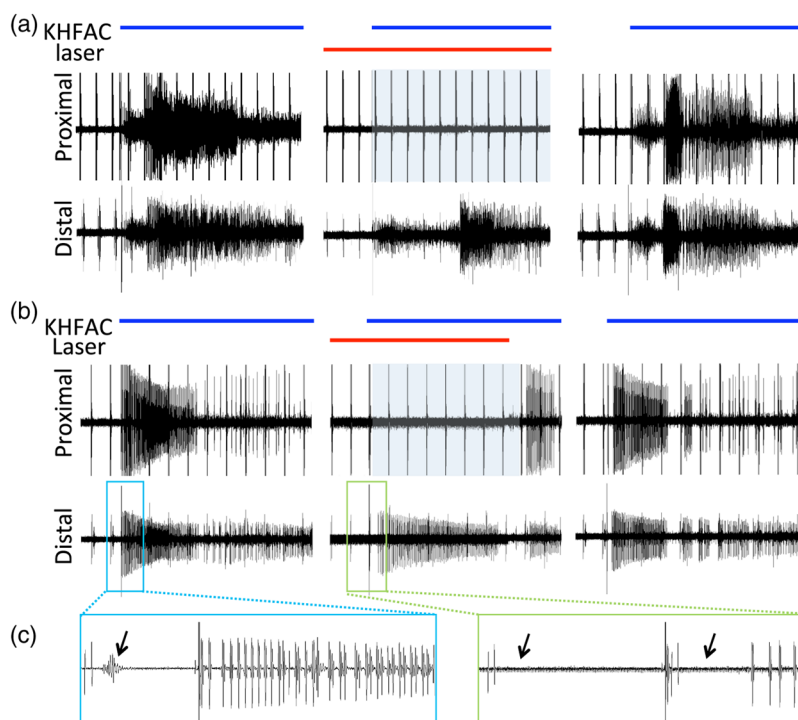 (a)
KHFAC
laser
Proximal
Distal
(b)
KHFAC
Laser
Proximal
Distal
(c)